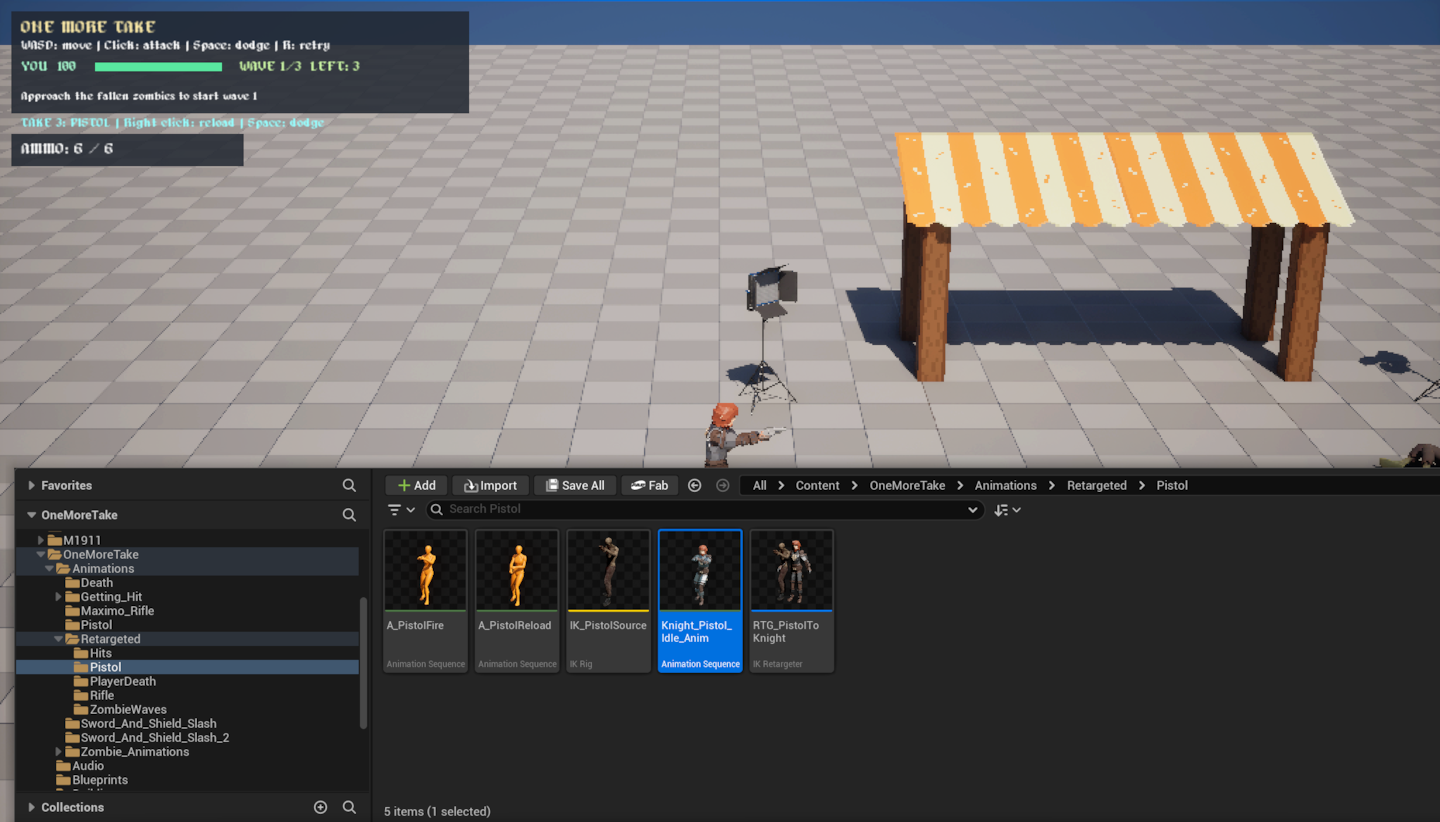 ONE MORE TAKE
WASD: move | Click: attack | Space: dodge | R: retry
YOU 100 WAVE 1/3 LEFT: 3
Approach the fallen zombies to start wave 1
TAKE 3: PISTOL | Right click: reload | Space: dodge
AMMO: 6 / 6
Favorites
OneMoreTake
M1911
OneMoreTake
Animations
Death
Getting_Hit
Maximo_Rifle
Pistol
Retargeted
Hits
Pistol
PlayerDeath
Rifle
ZombieWaves
Sword_And_Shield_Slash
Sword_And_Shield_Slash_2
Zombie_Animations
Audio
Blueprints
Collections
Add Import Save All Fab All Content OneMoreTake Animations Retargeted Pistol
Search Pistol
A_PistolFire
Animation Sequence
A_PistolReload
Animation Sequence
IK_PistolSource
IK Rig
Knight_Pistol_
Idle_Anim
Animation Sequence
RTG_PistolTo
Knight
IK Retargeter
5 items (1 selected)